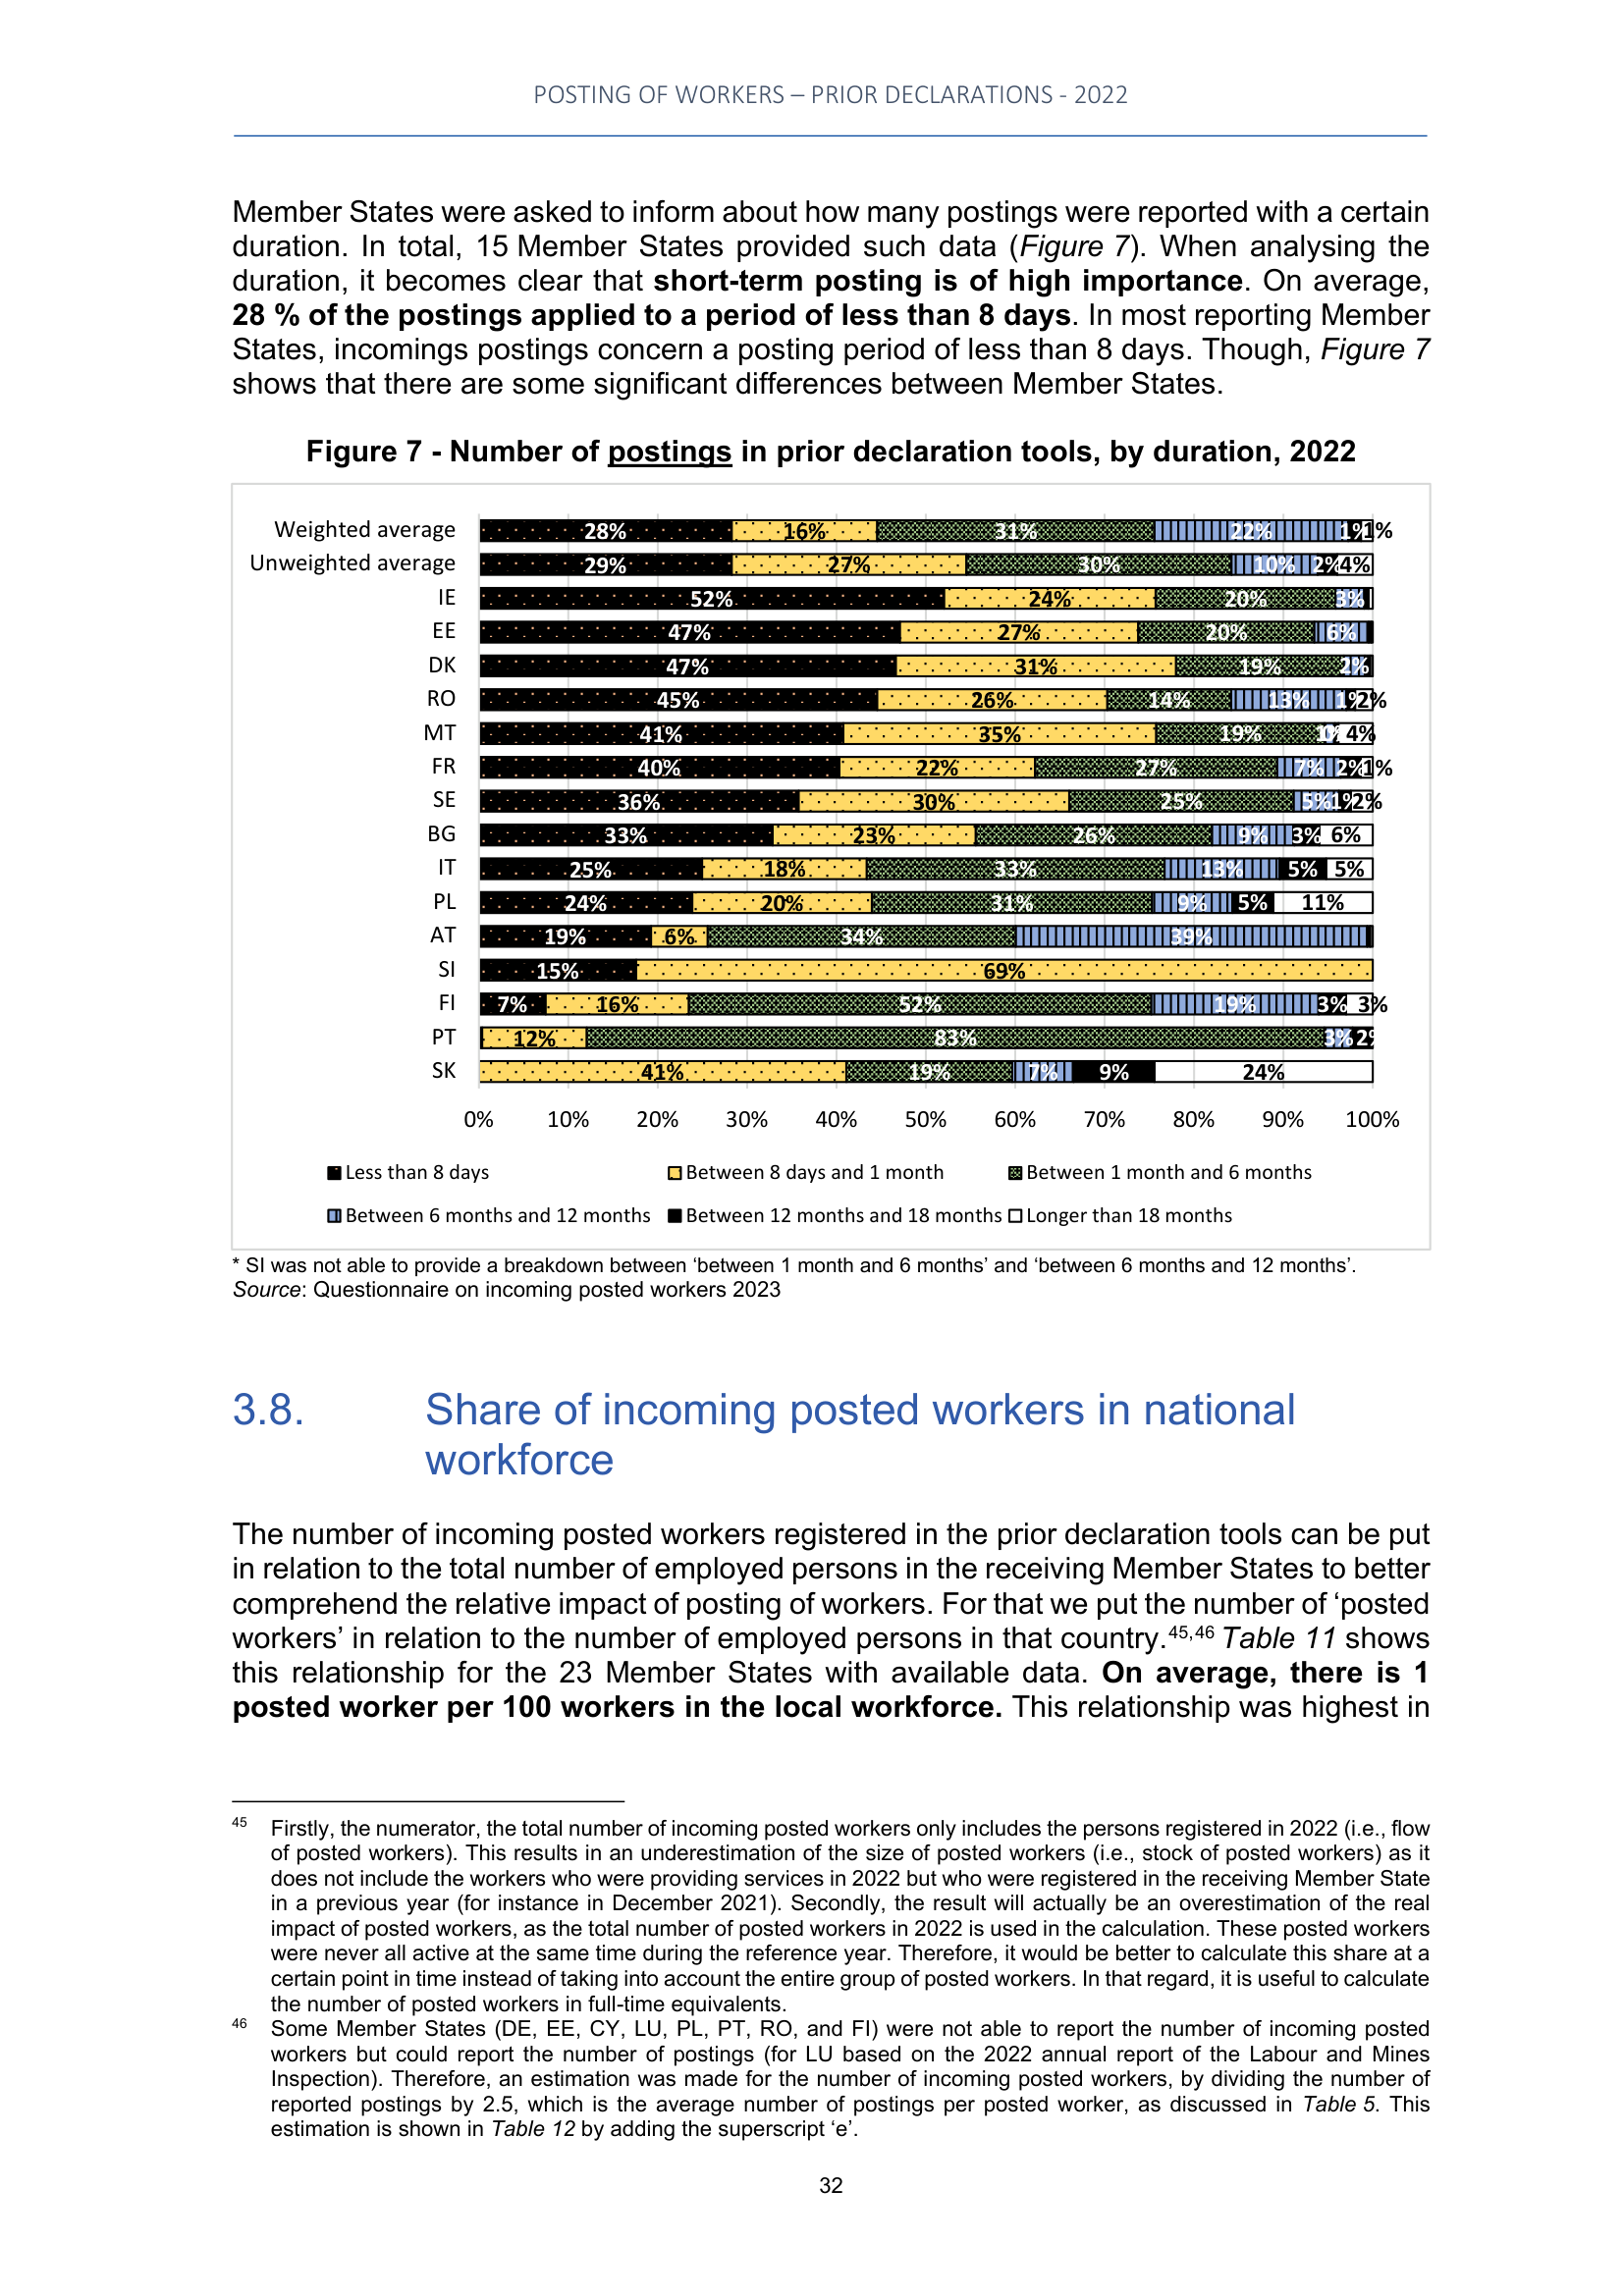 POSTING OF WORKERS – PRIOR DECLARATIONS - 2022
Member States were asked to inform about how many postings were reported with a certain
duration. In total, 15 Member States provided such data (Figure 7). When analysing the
duration, it becomes clear that short-term posting is of high importance. On average,
28 % of the postings applied to a period of less than 8 days. In most reporting Member
States, incomings postings concern a posting period of less than 8 days. Though, Figure 7
shows that there are some significant differences between Member States.
Figure 7 - Number of postings in prior declaration tools, by duration, 2022
Weighted average 28% 16% 31% 22% 1% 1%
Unweighted average 29% 27% 30% 10% 2% 4%
IE 52% 24% 20% 3%
EE 47% 27% 20% 6%
DK 47% 31% 19% 2%
RO 45% 26% 14% 13% 1% 2%
MT 41% 35% 19% 1% 4%
FR 40% 22% 27% 7% 2% 1%
SE 36% 30% 25% 5% 1% 2%
BG 33% 23% 26% 9% 3% 6%
IT 25% 18% 33% 13% 5% 5%
PL 24% 20% 31% 9% 5% 11%
AT 19% 6% 34% 39%
SI 15% 69%
FI 7% 16% 52% 19% 3% 3%
PT 12% 83% 3% 2%
SK 41% 19% 7% 9% 24%
0% 10% 20% 30% 40% 50% 60% 70% 80% 90% 100%
Less than 8 days Between 8 days and 1 month Between 1 month and 6 months
Between 6 months and 12 months Between 12 months and 18 months Longer than 18 months
* SI was not able to provide a breakdown between ‘between 1 month and 6 months’ and ‘between 6 months and 12 months’.
Source: Questionnaire on incoming posted workers 2023
3.8. Share of incoming posted workers in national
workforce
The number of incoming posted workers registered in the prior declaration tools can be put
in relation to the total number of employed persons in the receiving Member States to better
comprehend the relative impact of posting of workers. For that we put the number of ‘posted
workers’ in relation to the number of employed persons in that country.45,46 Table 11 shows
this relationship for the 23 Member States with available data. On average, there is 1
posted worker per 100 workers in the local workforce. This relationship was highest in
45 Firstly, the numerator, the total number of incoming posted workers only includes the persons registered in 2022 (i.e., flow
of posted workers). This results in an underestimation of the size of posted workers (i.e., stock of posted workers) as it
does not include the workers who were providing services in 2022 but who were registered in the receiving Member State
in a previous year (for instance in December 2021). Secondly, the result will actually be an overestimation of the real
impact of posted workers, as the total number of posted workers in 2022 is used in the calculation. These posted workers
were never all active at the same time during the reference year. Therefore, it would be better to calculate this share at a
certain point in time instead of taking into account the entire group of posted workers. In that regard, it is useful to calculate
the number of posted workers in full-time equivalents.
46 Some Member States (DE, EE, CY, LU, PL, PT, RO, and FI) were not able to report the number of incoming posted
workers but could report the number of postings (for LU based on the 2022 annual report of the Labour and Mines
Inspection). Therefore, an estimation was made for the number of incoming posted workers, by dividing the number of
reported postings by 2.5, which is the average number of postings per posted worker, as discussed in Table 5. This
estimation is shown in Table 12 by adding the superscript ‘e’.
32